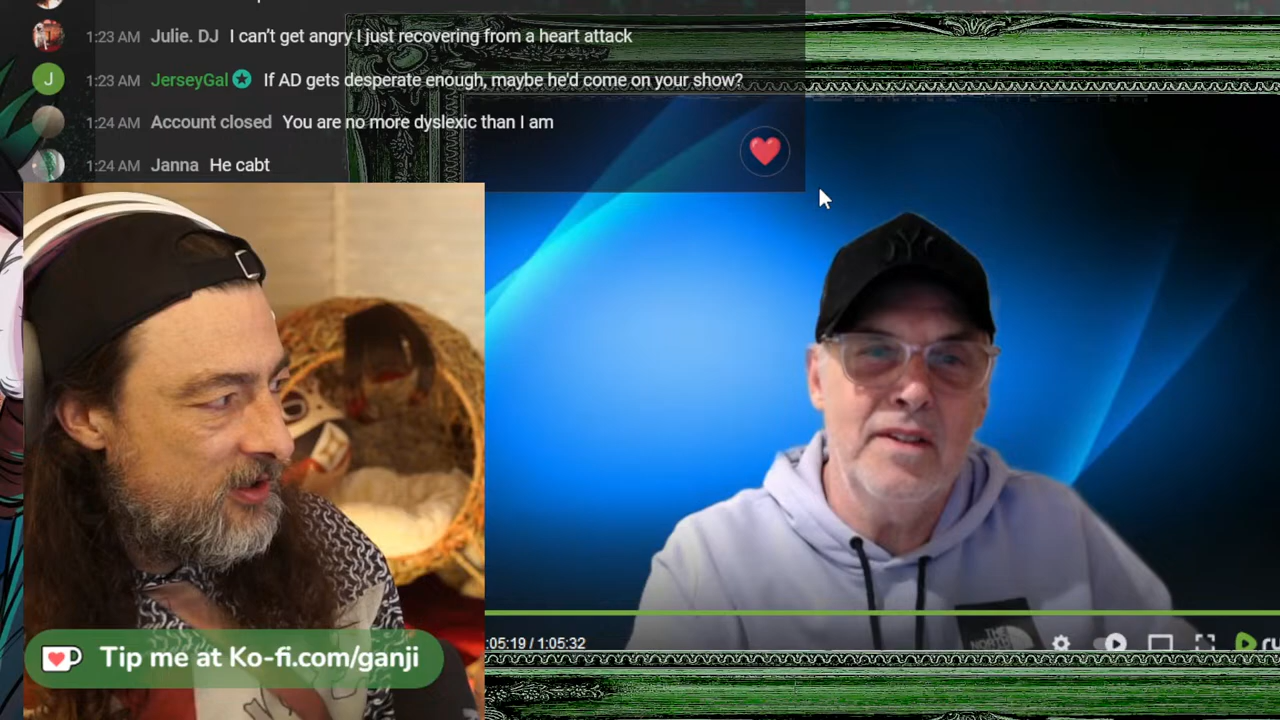 1:23 AM Julie. DJ I can't get angry I just recovering from a heart attack
J 1:23 AM JerseyGal If AD gets desperate enough, maybe he'd come on your show?
1:24 AM Account closed You are no more dyslexic than I am
1:24 AM Janna He cabt
:05:19 / 1:05:32
THE
Tip me at Ko-fi.com/ganji